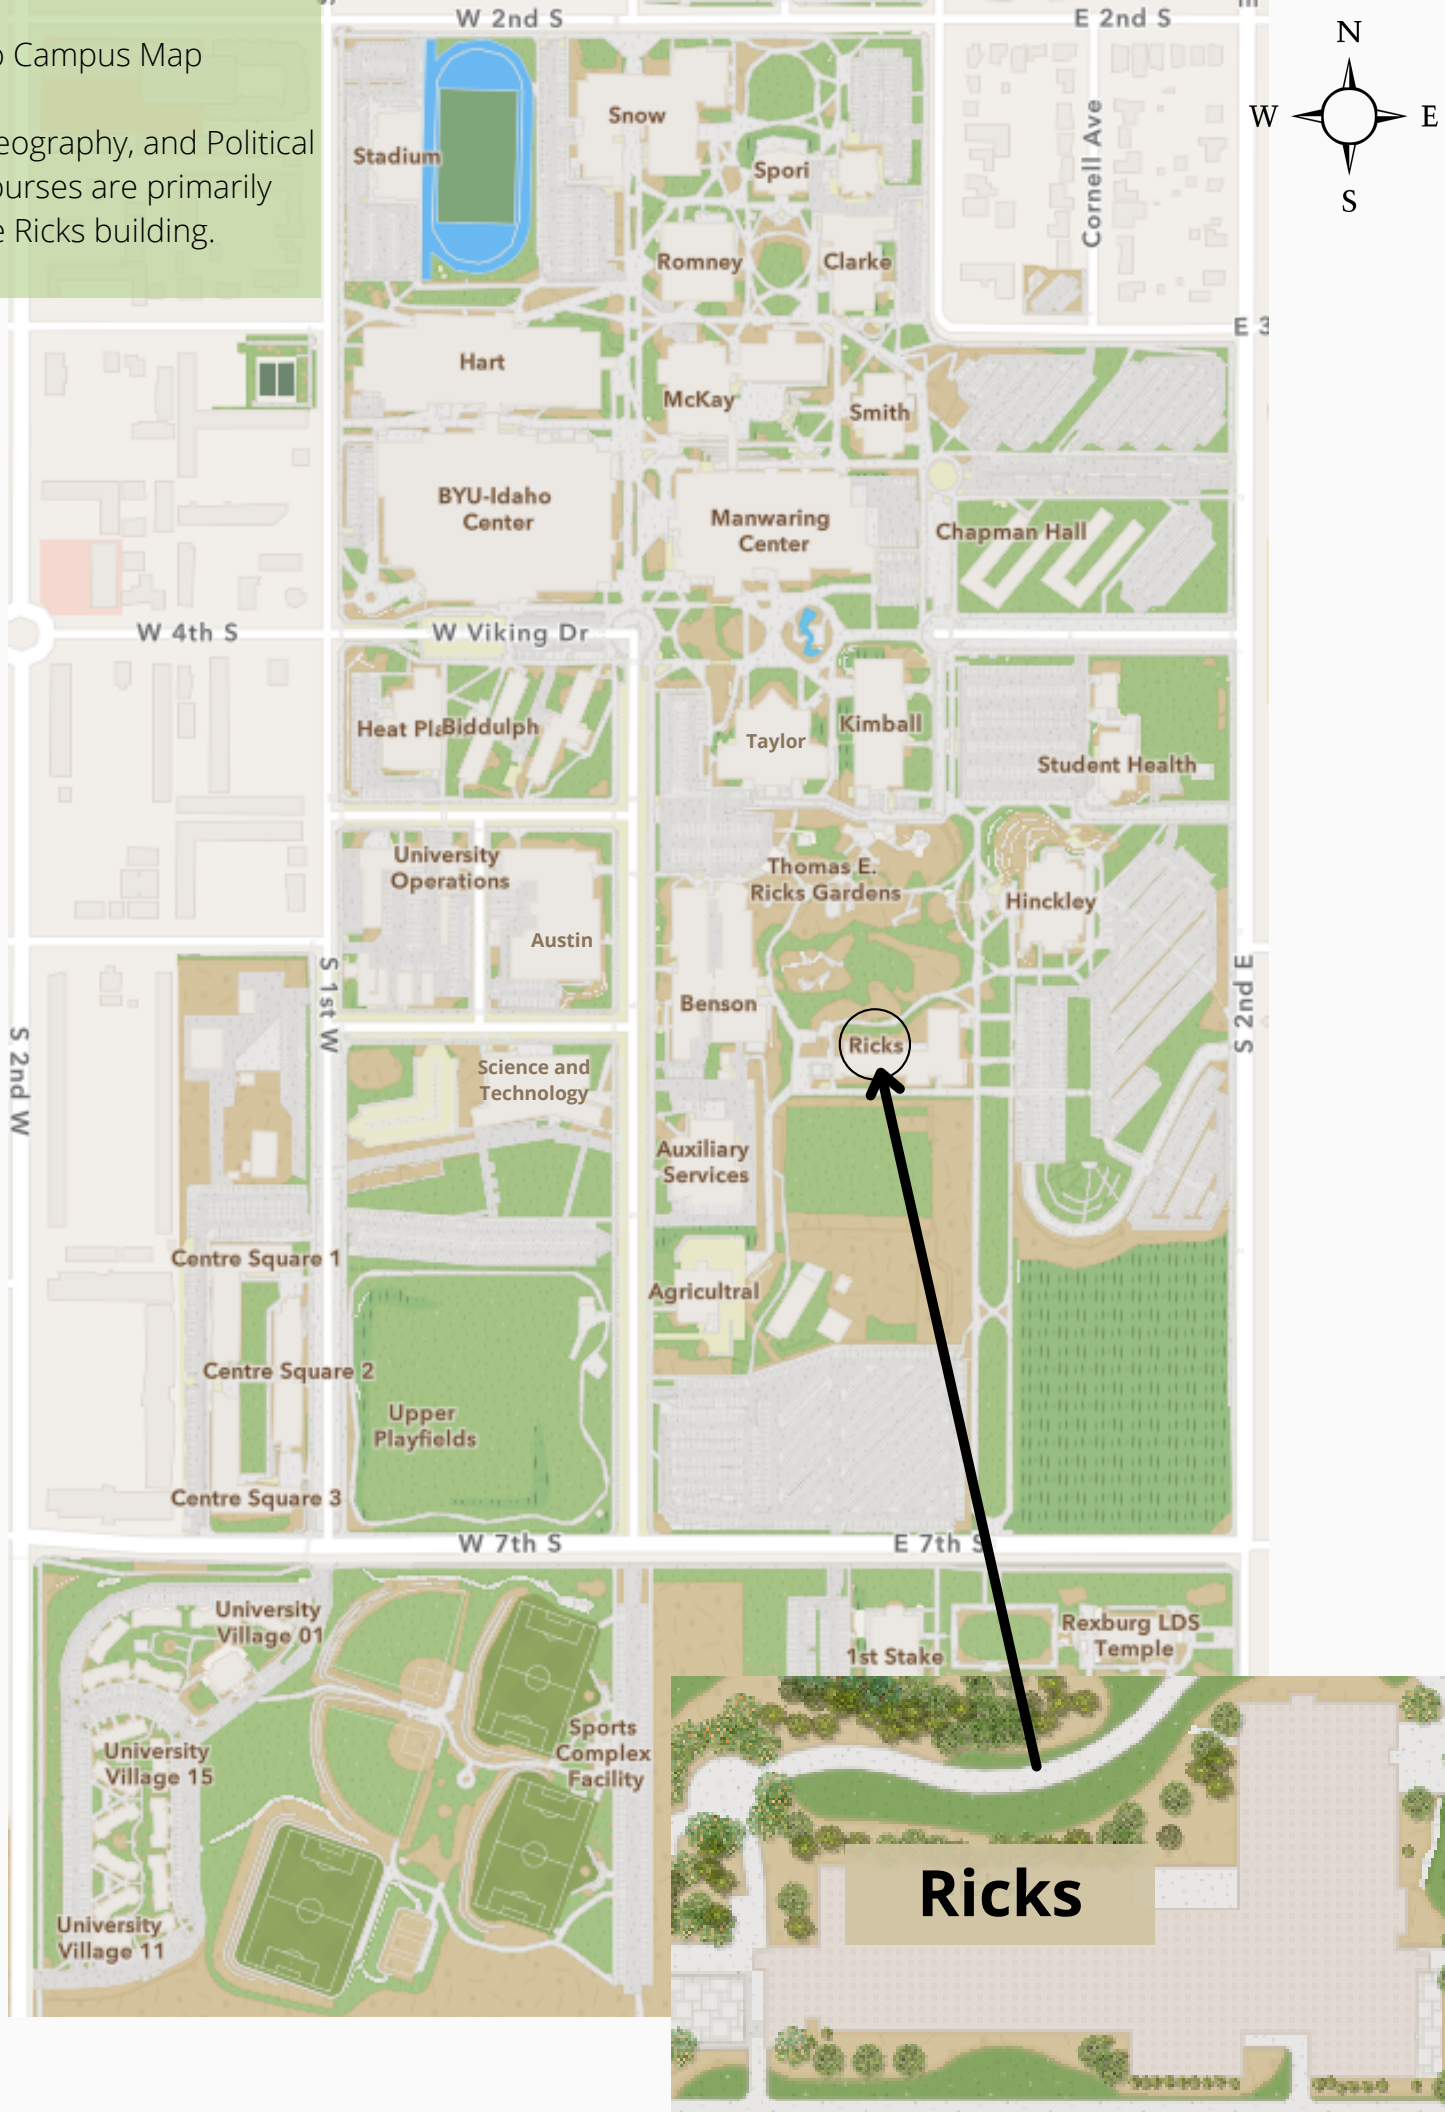 W 2nd S
E 2nd S
Campus Map
N
W
E
S
and Political
are primarily
Ricks building.
Cornell Ave
Snow
Stadium
Spori
Romney
Clarke
E 3
Hart
McKay
Smith
BYU-Idaho
Center
Manwaring
Center
Chapman Hall
W 4th S
W Viking Dr
Heat Pla
Biddulph
Taylor
Kimball
Student Health
University
Operations
Thomas E.
Ricks Gardens
Hinckley
Austin
S 1st W
S 2nd E
Benson
Ricks
S 2nd W
Science and
Technology
Auxiliary
Services
Centre Square 1
Agricultral
Centre Square 2
Upper
Playfields
Centre Square 3
W 7th S
E 7th S
University
Village 01
Rexburg LDS
Temple
1st Stake
Sports
Complex
Facility
University
Village 15
Ricks
University
Village 11